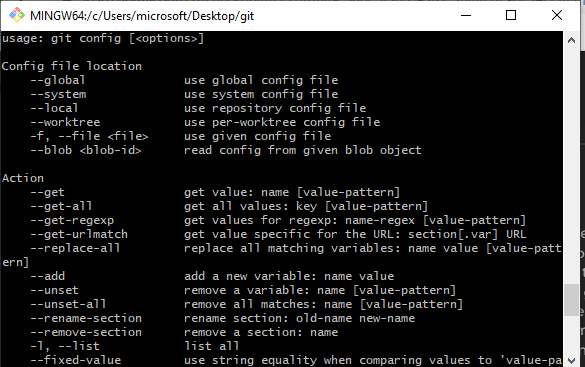 MINGW64:/c/Users/microsoft/Desktop/git
usage: git config [<options>]
Config file location
--global use global config file
--system use system config file
--local use repository config file
--worktree use per-worktree config file
-f, --file <file> use given config file
--blob <blob-id> read config from given blob object
Action
--get get value: name [value-pattern]
--get-all get all values: key [value-pattern]
--get-regexp get values for regexp: name-regex [value-pattern]
--get-urlmatch get value specific for the URL: section[.var] URL
--replace-all replace all matching variables: name value [value-patt
ern]
--add add a new variable: name value
--unset remove a variable: name [value-pattern]
--unset-all remove all matches: name [value-pattern]
--rename-section rename section: old-name new-name
--remove-section remove a section: name
-l, --list list all
--fixed-value use string equality when comparing values to 'value-pa